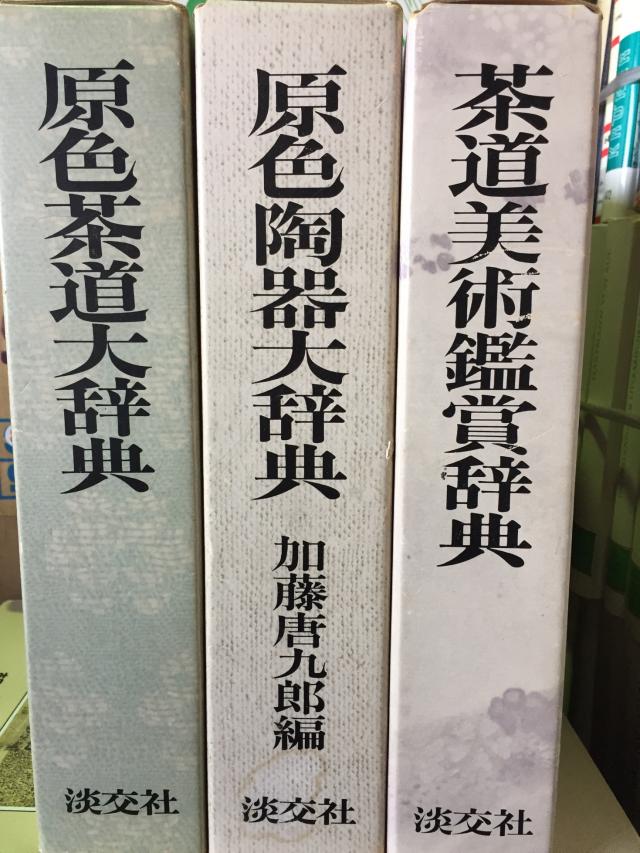 原色茶道大辞典
淡交社
原色陶器大辞典
加藤唐九郎編
淡交社
茶道美術鑑賞辞典
淡交社